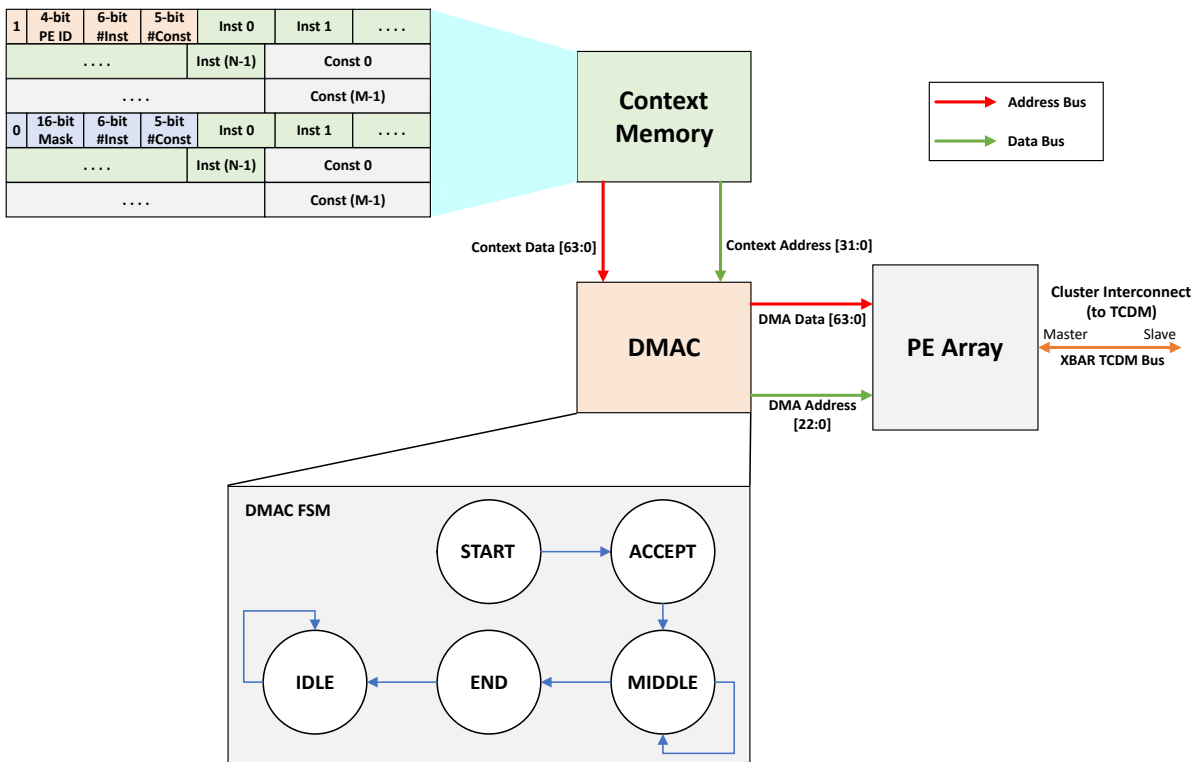 1 4-bit PE ID 6-bit #Inst 5-bit #Const Inst 0 Inst 1 . . . .
. . . . Inst (N-1) Const 0
. . . . Const (M-1)
0 16-bit Mask 6-bit #Inst 5-bit #Const Inst 0 Inst 1 . . . .
. . . . Inst (N-1) Const 0
. . . . Const (M-1)
Context
Memory
Address Bus
Data Bus
Context Data [63:0]
Context Address [31:0]
DMAC
DMA Data [63:0]
DMA Address
[22:0]
PE Array
Cluster Interconnect
(to TCDM)
Master Slave
XBAR TCDM Bus
DMAC FSM
START
ACCEPT
IDLE
END
MIDDLE